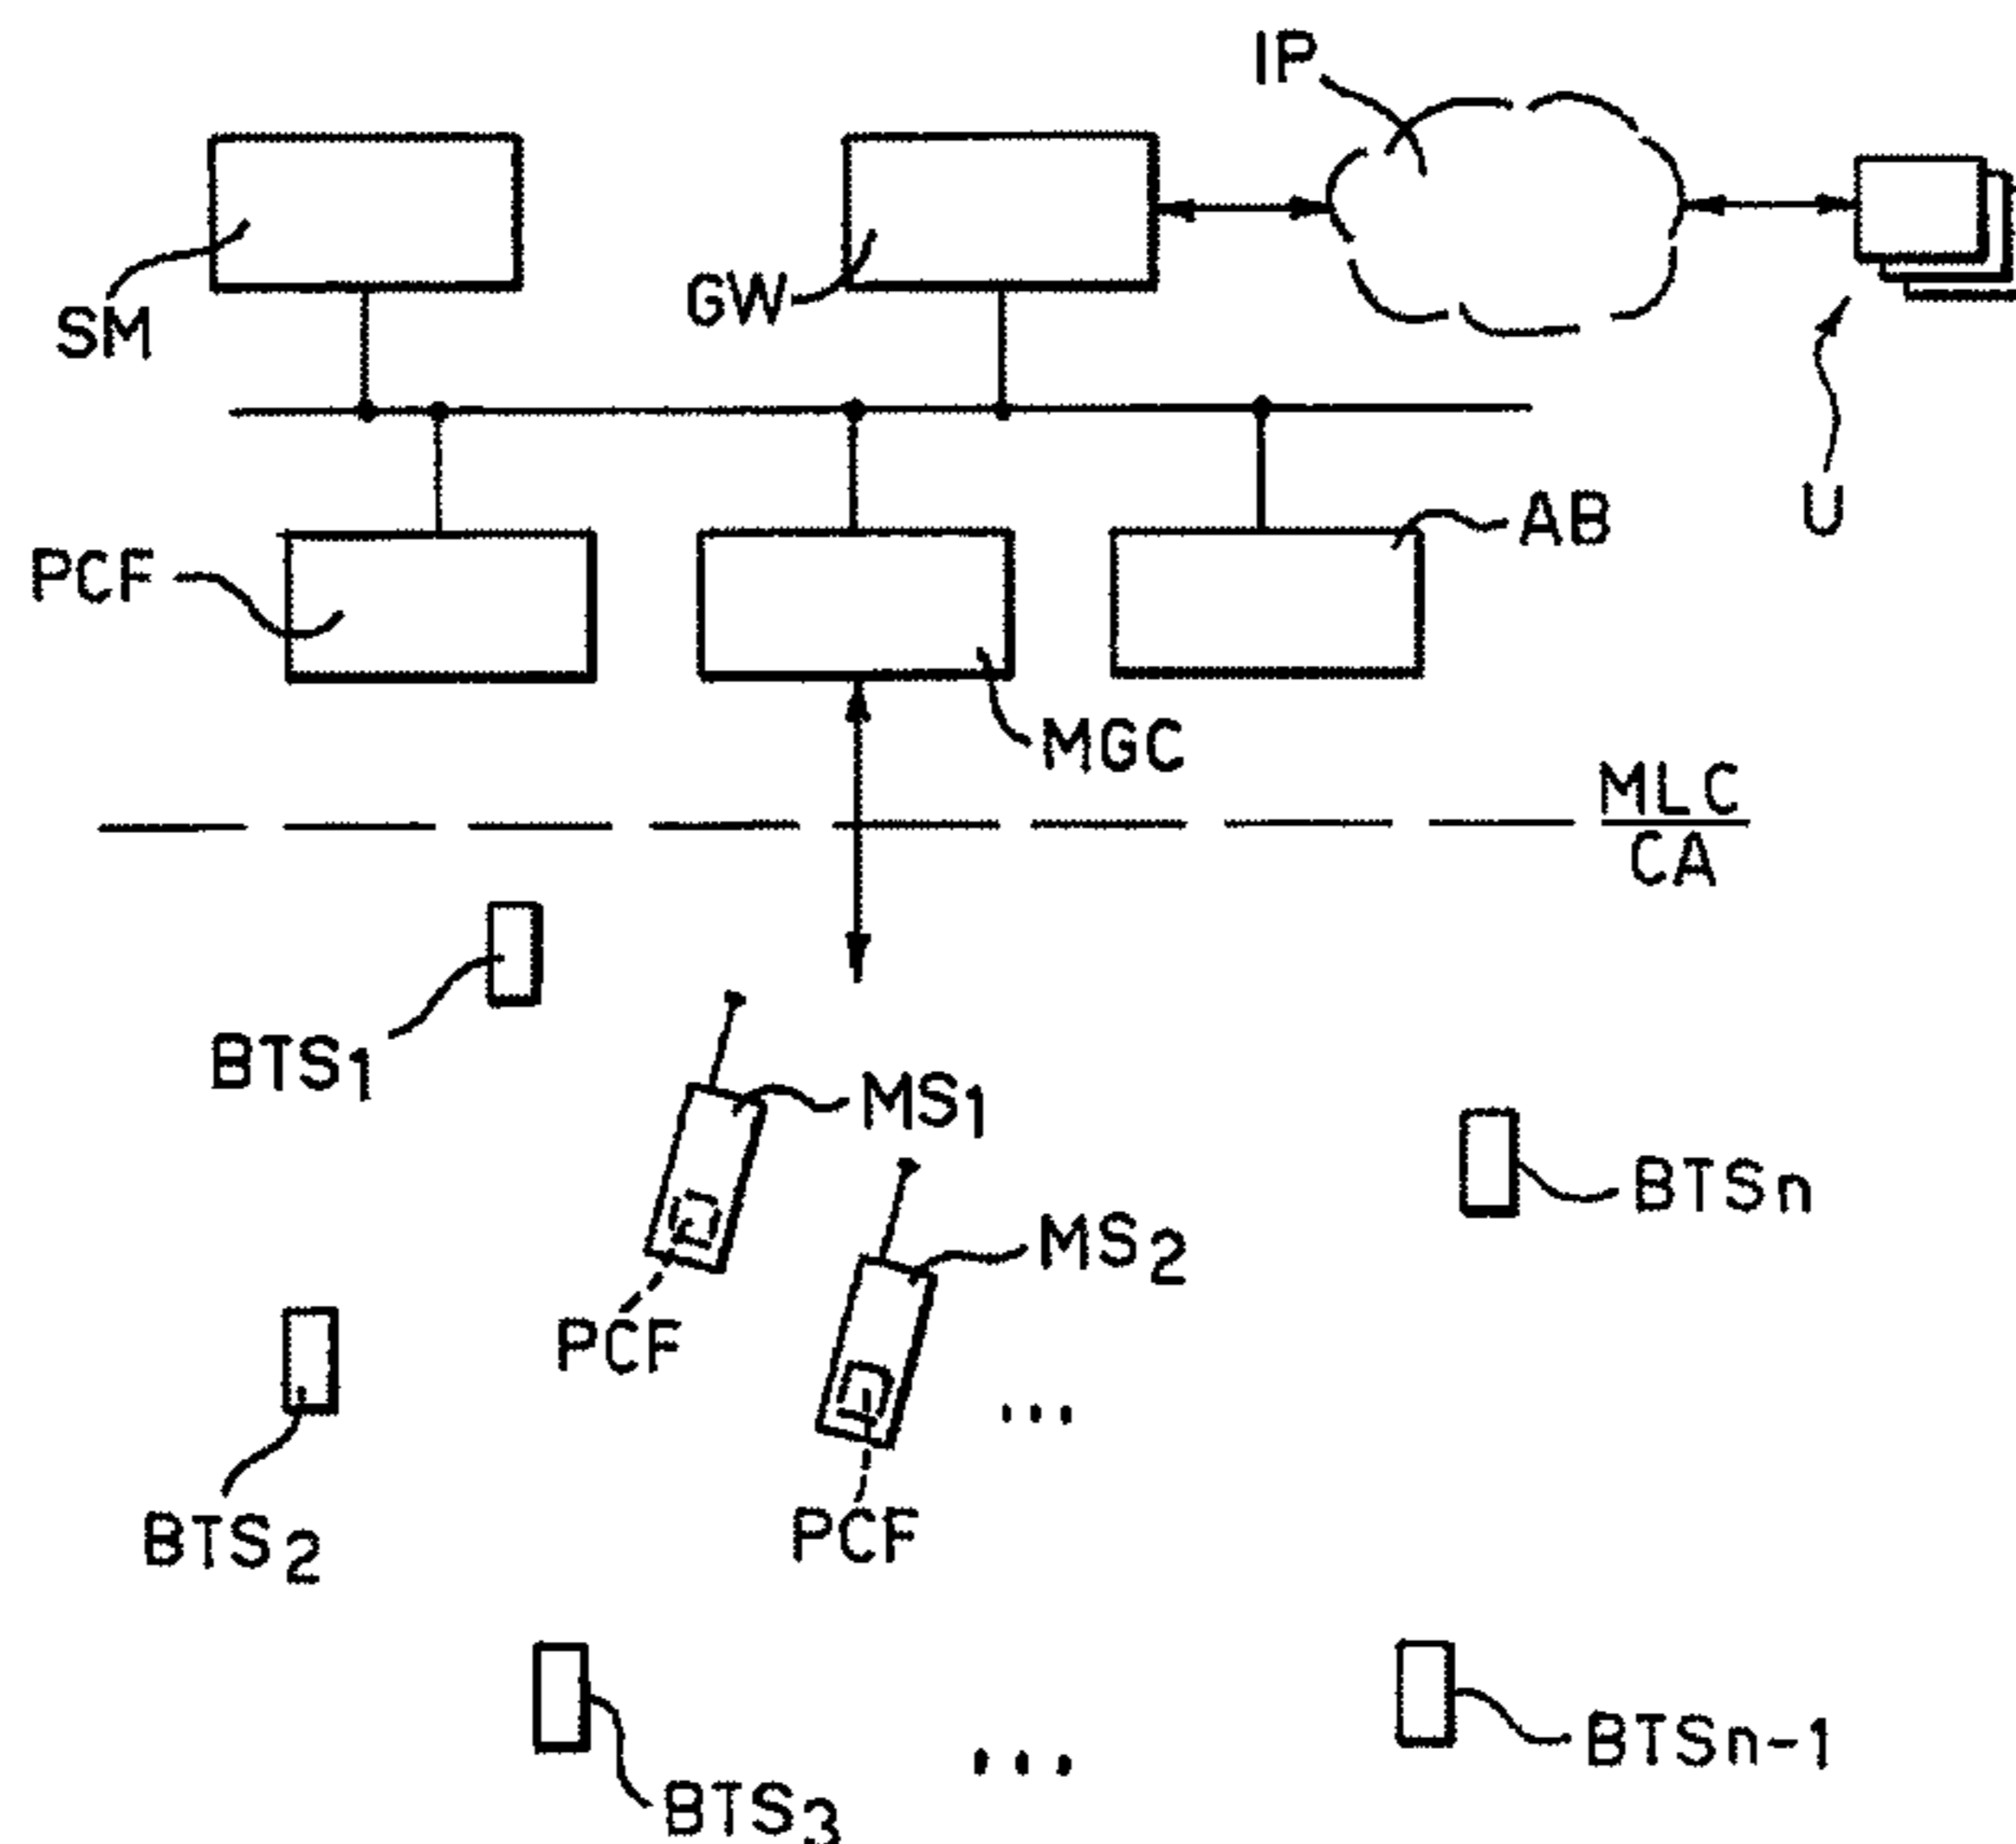 IP
SM
GW
U
PCF
AB
MGC
MLC
CA
BTS1
MS1
BTSn
MS2
PCF
BTS2
PCF
BTSn-1
BTS3